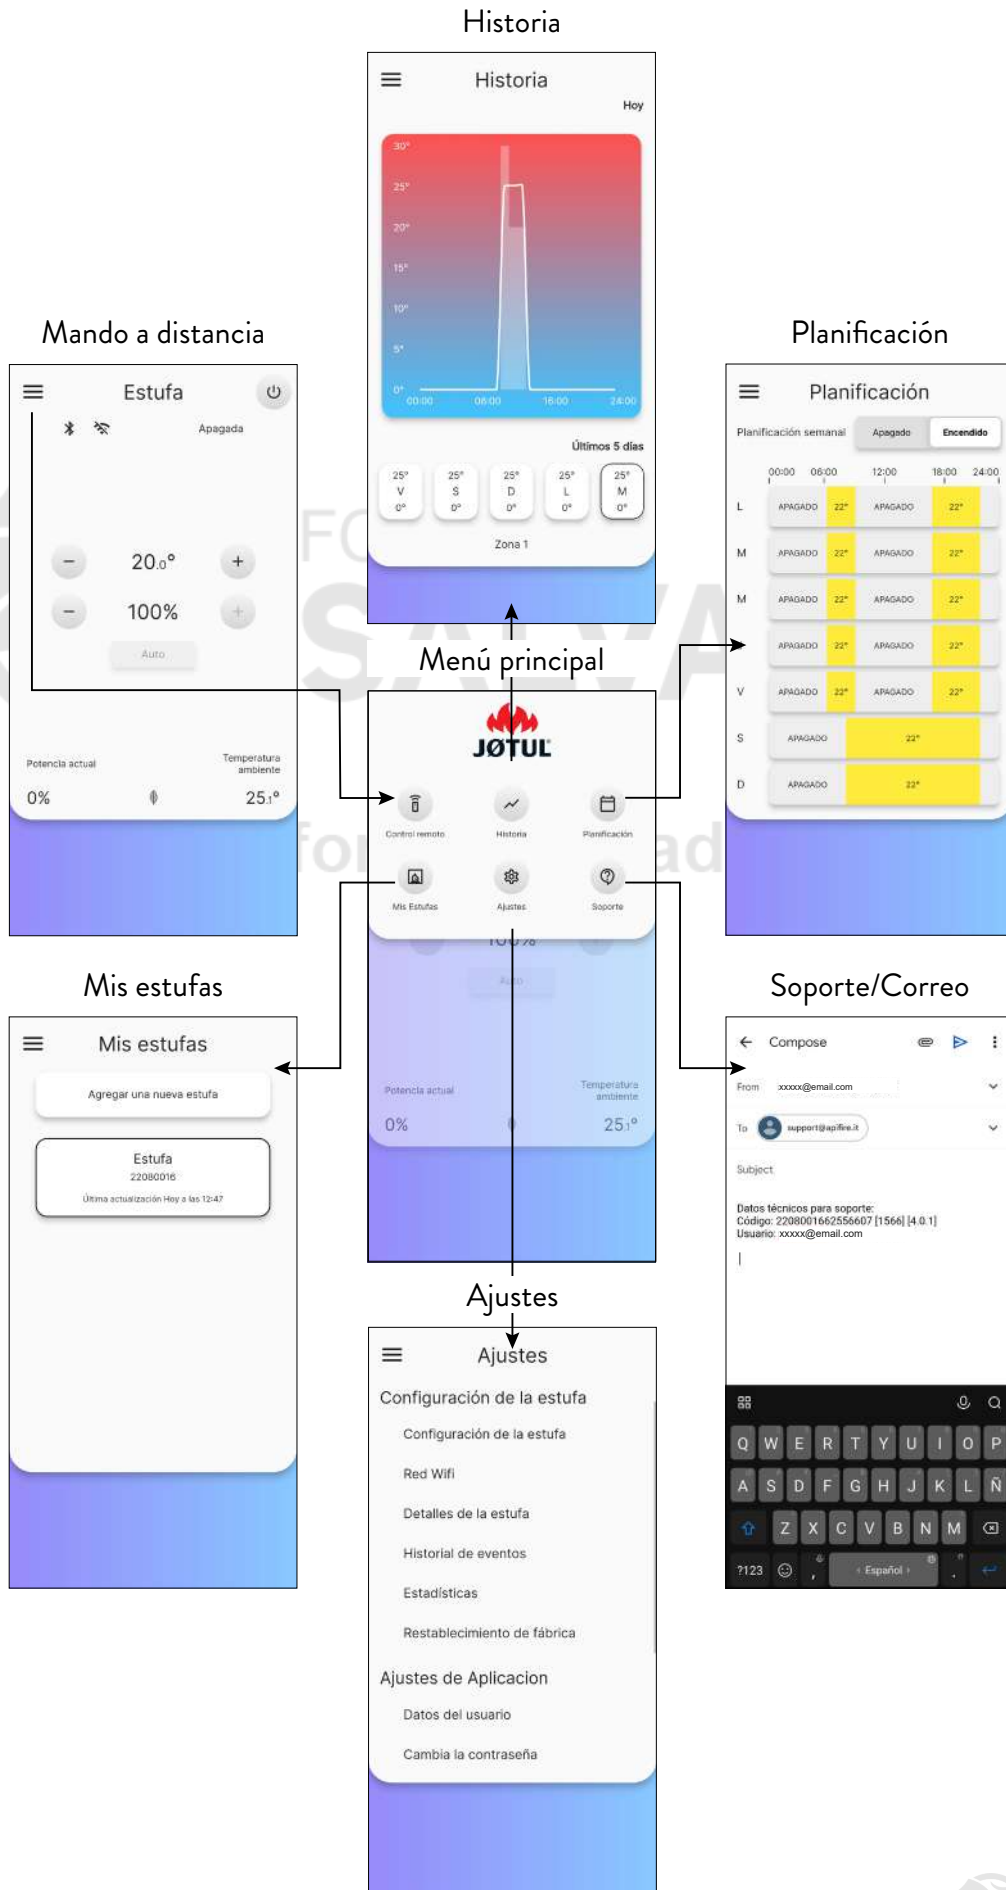 Historia
Historia
Hoy
30°
25°
20°
15°
10°
5°
0°
00:00 06:00 16:00 24:00
Últimos 5 días
25° 25° 25° 25° 25°
V S D L M
0° 0° 0° 0° 0°
Zona 1
Mando a distancia
Estufa
Apagada
20.0°
100%
Auto
Potencia actual
Temperatura
ambiente
0%
25.1°
Planificación
Planificación
Planificación semanal Apagado Encendido
00:00 06:00 12:00 18:00 24:00
L APAGADO 22° APAGADO 22°
M APAGADO 22° APAGADO 22°
M APAGADO 22° APAGADO 22°
APAGADO 22° APAGADO 22°
V APAGADO 22° APAGADO 22°
S APAGADO 22°
D APAGADO 22°
Menú principal
JØTUL
Control remoto Historia Planificación
Mis Estufas Ajustes Soporte
100%
Auto
Potencia actual
Temperatura
ambiente
0%
25.1°
Mis estufas
Mis estufas
Agregar una nueva estufa
Estufa
22080016
Última actualización Hoy a las 12:47
Soporte/Correo
Compose
From xxxxx@email.com
To support@apifire.it
Subject
Datos técnicos para soporte:
Código: 2208001662556607 [1566] [4.0.1]
Usuario: xxxxx@email.com
Q W E R T Y U I O P
A S D F G H J K L Ñ
Z X C V B N M
?123 , Español .
Ajustes
Ajustes
Configuración de la estufa
Configuración de la estufa
Red Wifi
Detalles de la estufa
Historial de eventos
Estadísticas
Restablecimiento de fábrica
Ajustes de Aplicacion
Datos del usuario
Cambia la contraseña